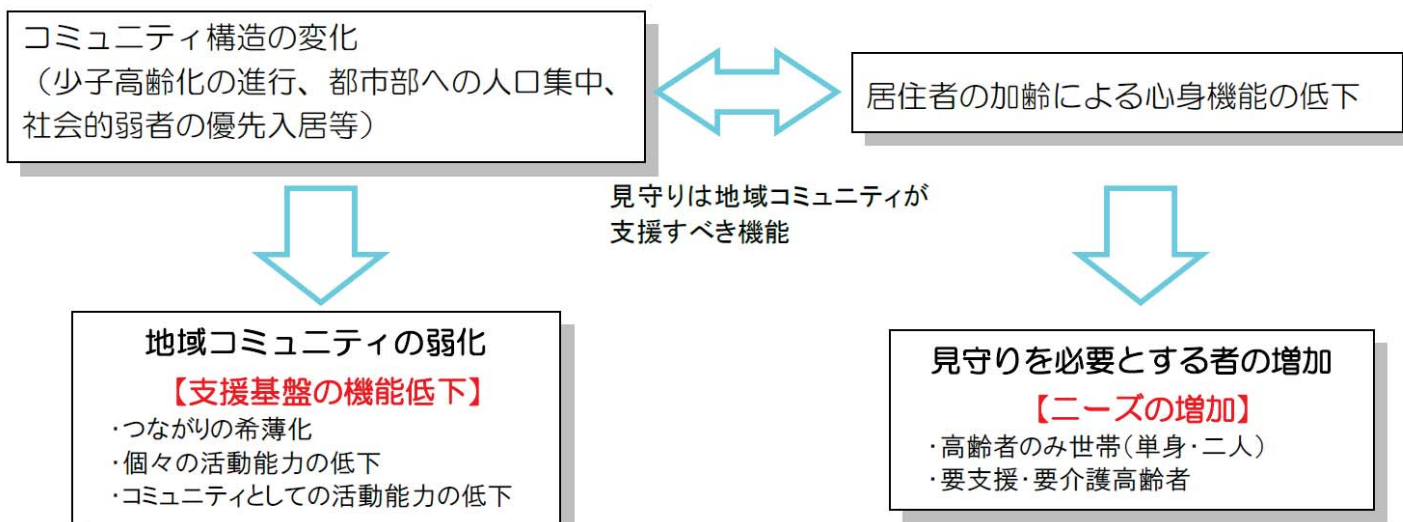 コミュニティ構造の変化
（少子高齢化の進行、都市部への人口集中、
社会的弱者の優先入居等）
居住者の加齢による心身機能の低下
見守りは地域コミュニティが
支援すべき機能
地域コミュニティの弱化
【支援基盤の機能低下】
・つながりの希薄化
・個々の活動能力の低下
・コミュニティとしての活動能力の低下
見守りを必要とする者の増加
【ニーズの増加】
・高齢者のみ世帯（単身・二人）
・要支援・要介護高齢者